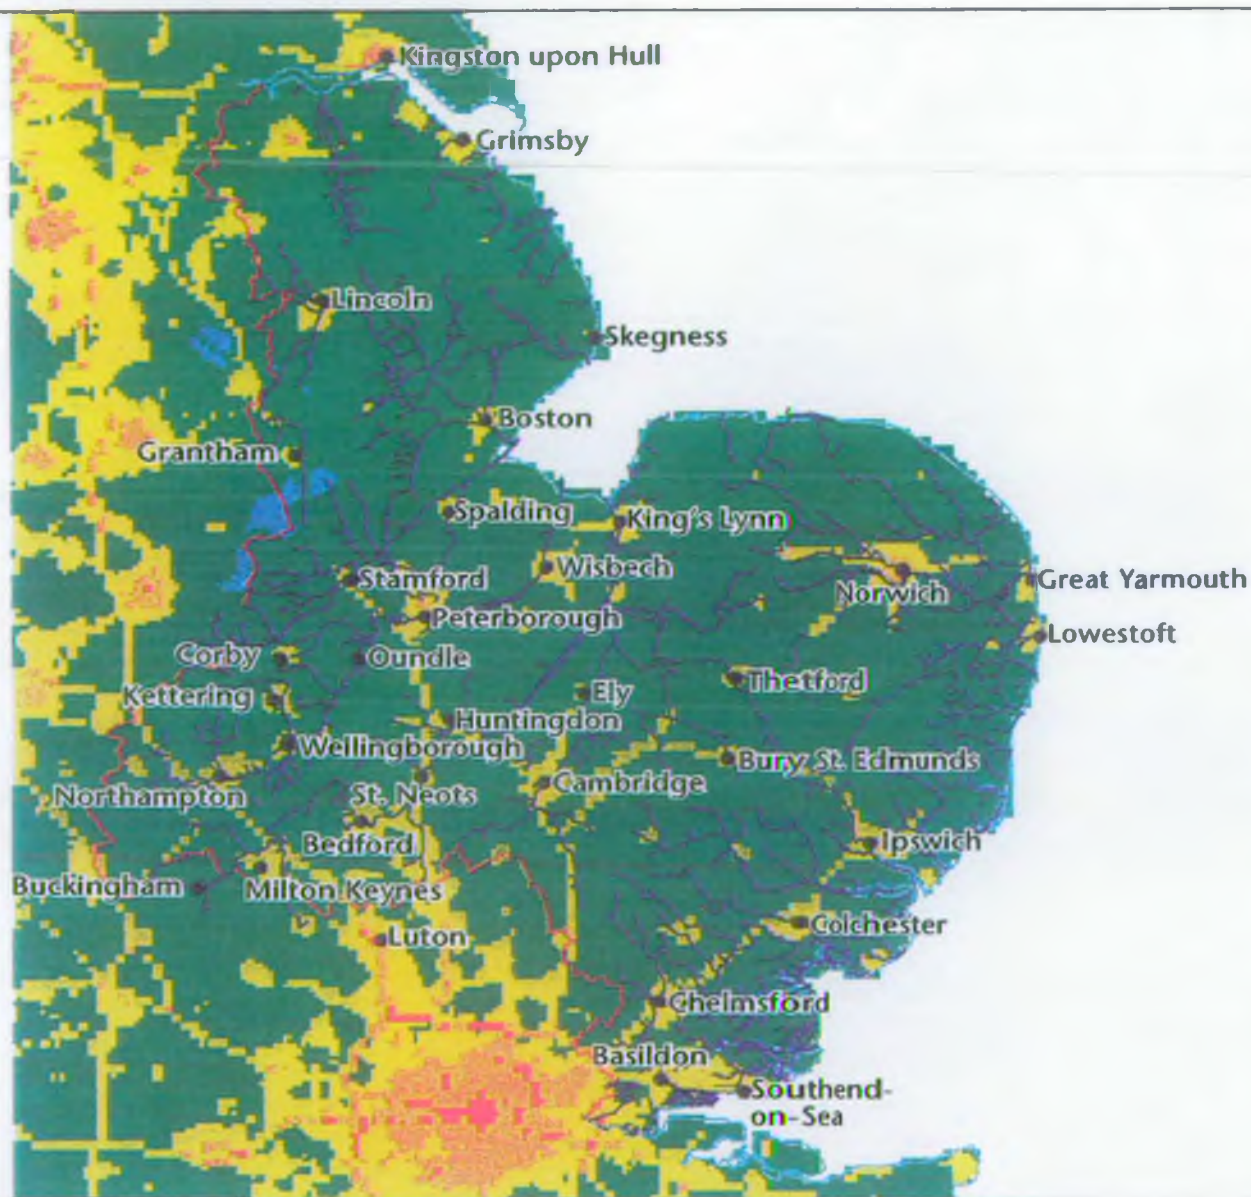 Kingston upon Hull
Grimsby
Lincoln
Skegness
Boston
Grantham
Spalding
King's Lynn
Wisbech
Stamford
Norwich
Great Yarmouth
Peterborough
Lowestoft
Corby
Oundle
Thetford
Kettering
Ely
Huntingdon
Wellingborough
Bury St. Edmunds
Northampton
St. Neots
Cambridge
Bedford
Ipswich
Buckingham
Milton Keynes
Luton
Colchester
Chelmsford
Basildon
Southend-
on-Sea